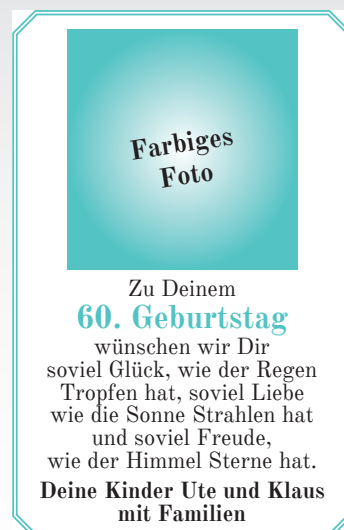 Farbiges
Foto
Zu Deinem
60. Geburtstag
wünschen wir Dir
soviel Glück, wie der Regen
Tropfen hat, soviel Liebe
wie die Sonne Strahlen hat
und soviel Freude,
wie der Himmel Sterne hat.
Deine Kinder Ute und Klaus
mit Familien